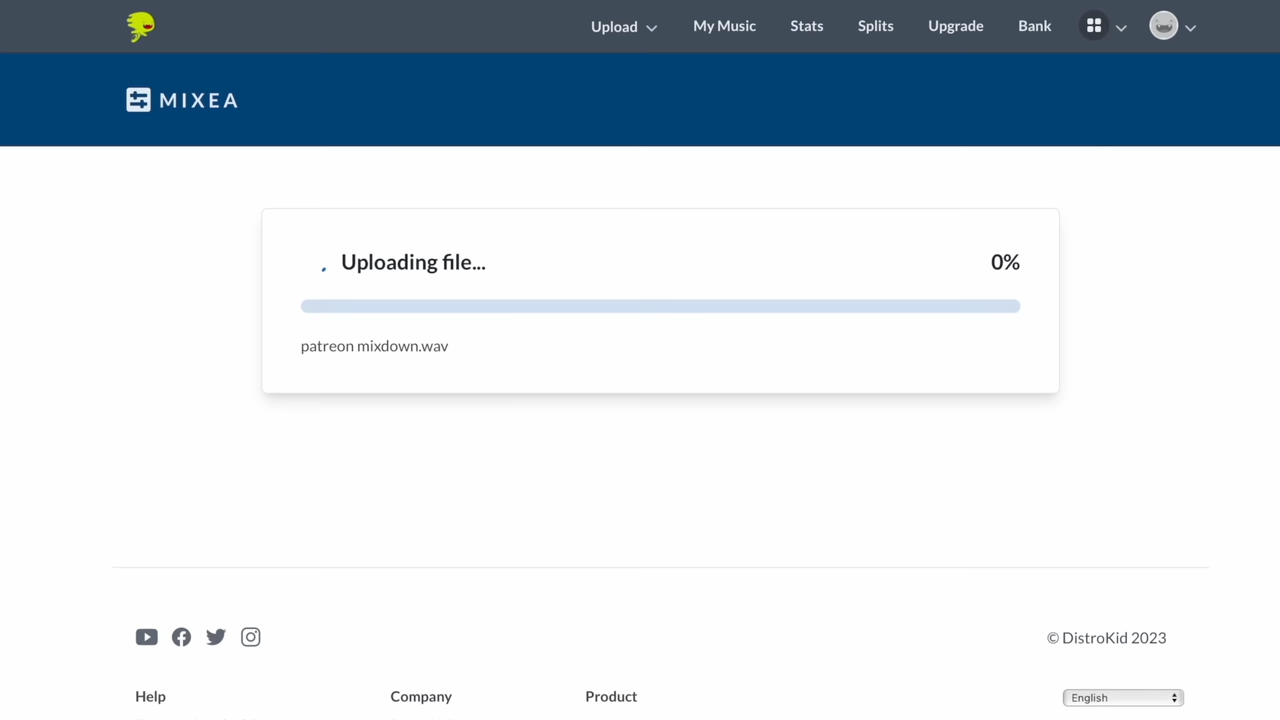 Upload My Music Stats Splits Upgrade Bank
MIXEA
Uploading file... 0%
patreon mixdown.wav
© DistroKid 2023
Help Company Product English